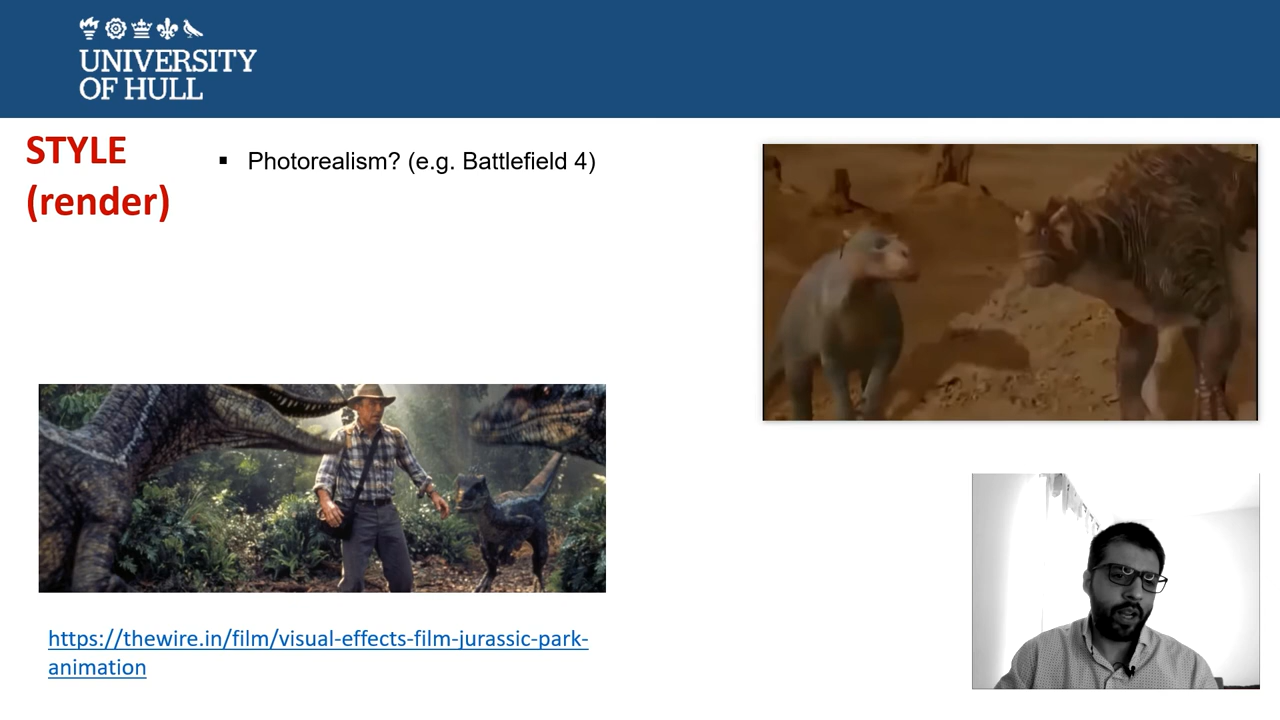 UNIVERSITY
OF HULL
STYLE
(render)
▪ Photorealism? (e.g. Battlefield 4)
https://thewire.in/film/visual-effects-film-jurassic-park-
animation